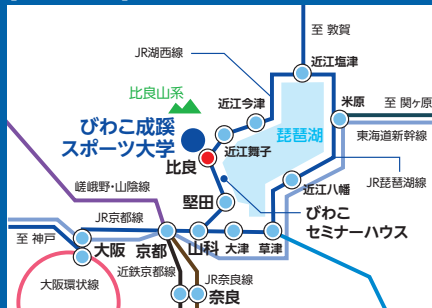 至 敦賀
JR湖西線
近江塩津
比良山系
近江今津
米原
至 関ヶ原
びわこ成蹊
スポーツ大学
琵琶湖
東海道新幹線
近江舞子
比良
嵯峨野・山陰線
近江八幡
JR琵琶湖線
堅田
びわこ
セミナーハウス
JR京都線
至 神戸
大阪
京都
山科
大津
草津
大阪環状線
近鉄京都線
JR奈良線
奈良